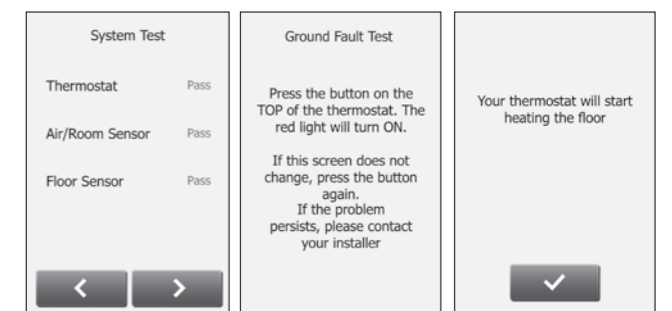 System Test
Thermostat Pass
Air/Room Sensor Pass
Floor Sensor Pass
Ground Fault Test
Press the button on the
TOP of the thermostat. The
red light will turn ON.
If this screen does not
change, press the button
again.
If the problem
persists, please contact
your installer
Your thermostat will start
heating the floor